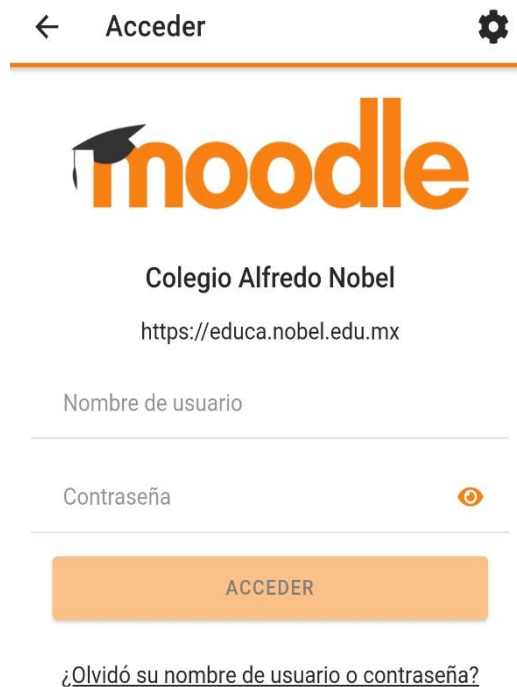 Acceder
moodle
Colegio Alfredo Nobel
https://educa.nobel.edu.mx
Nombre de usuario
Contraseña
ACCEDER
¿Olvidó su nombre de usuario o contraseña?